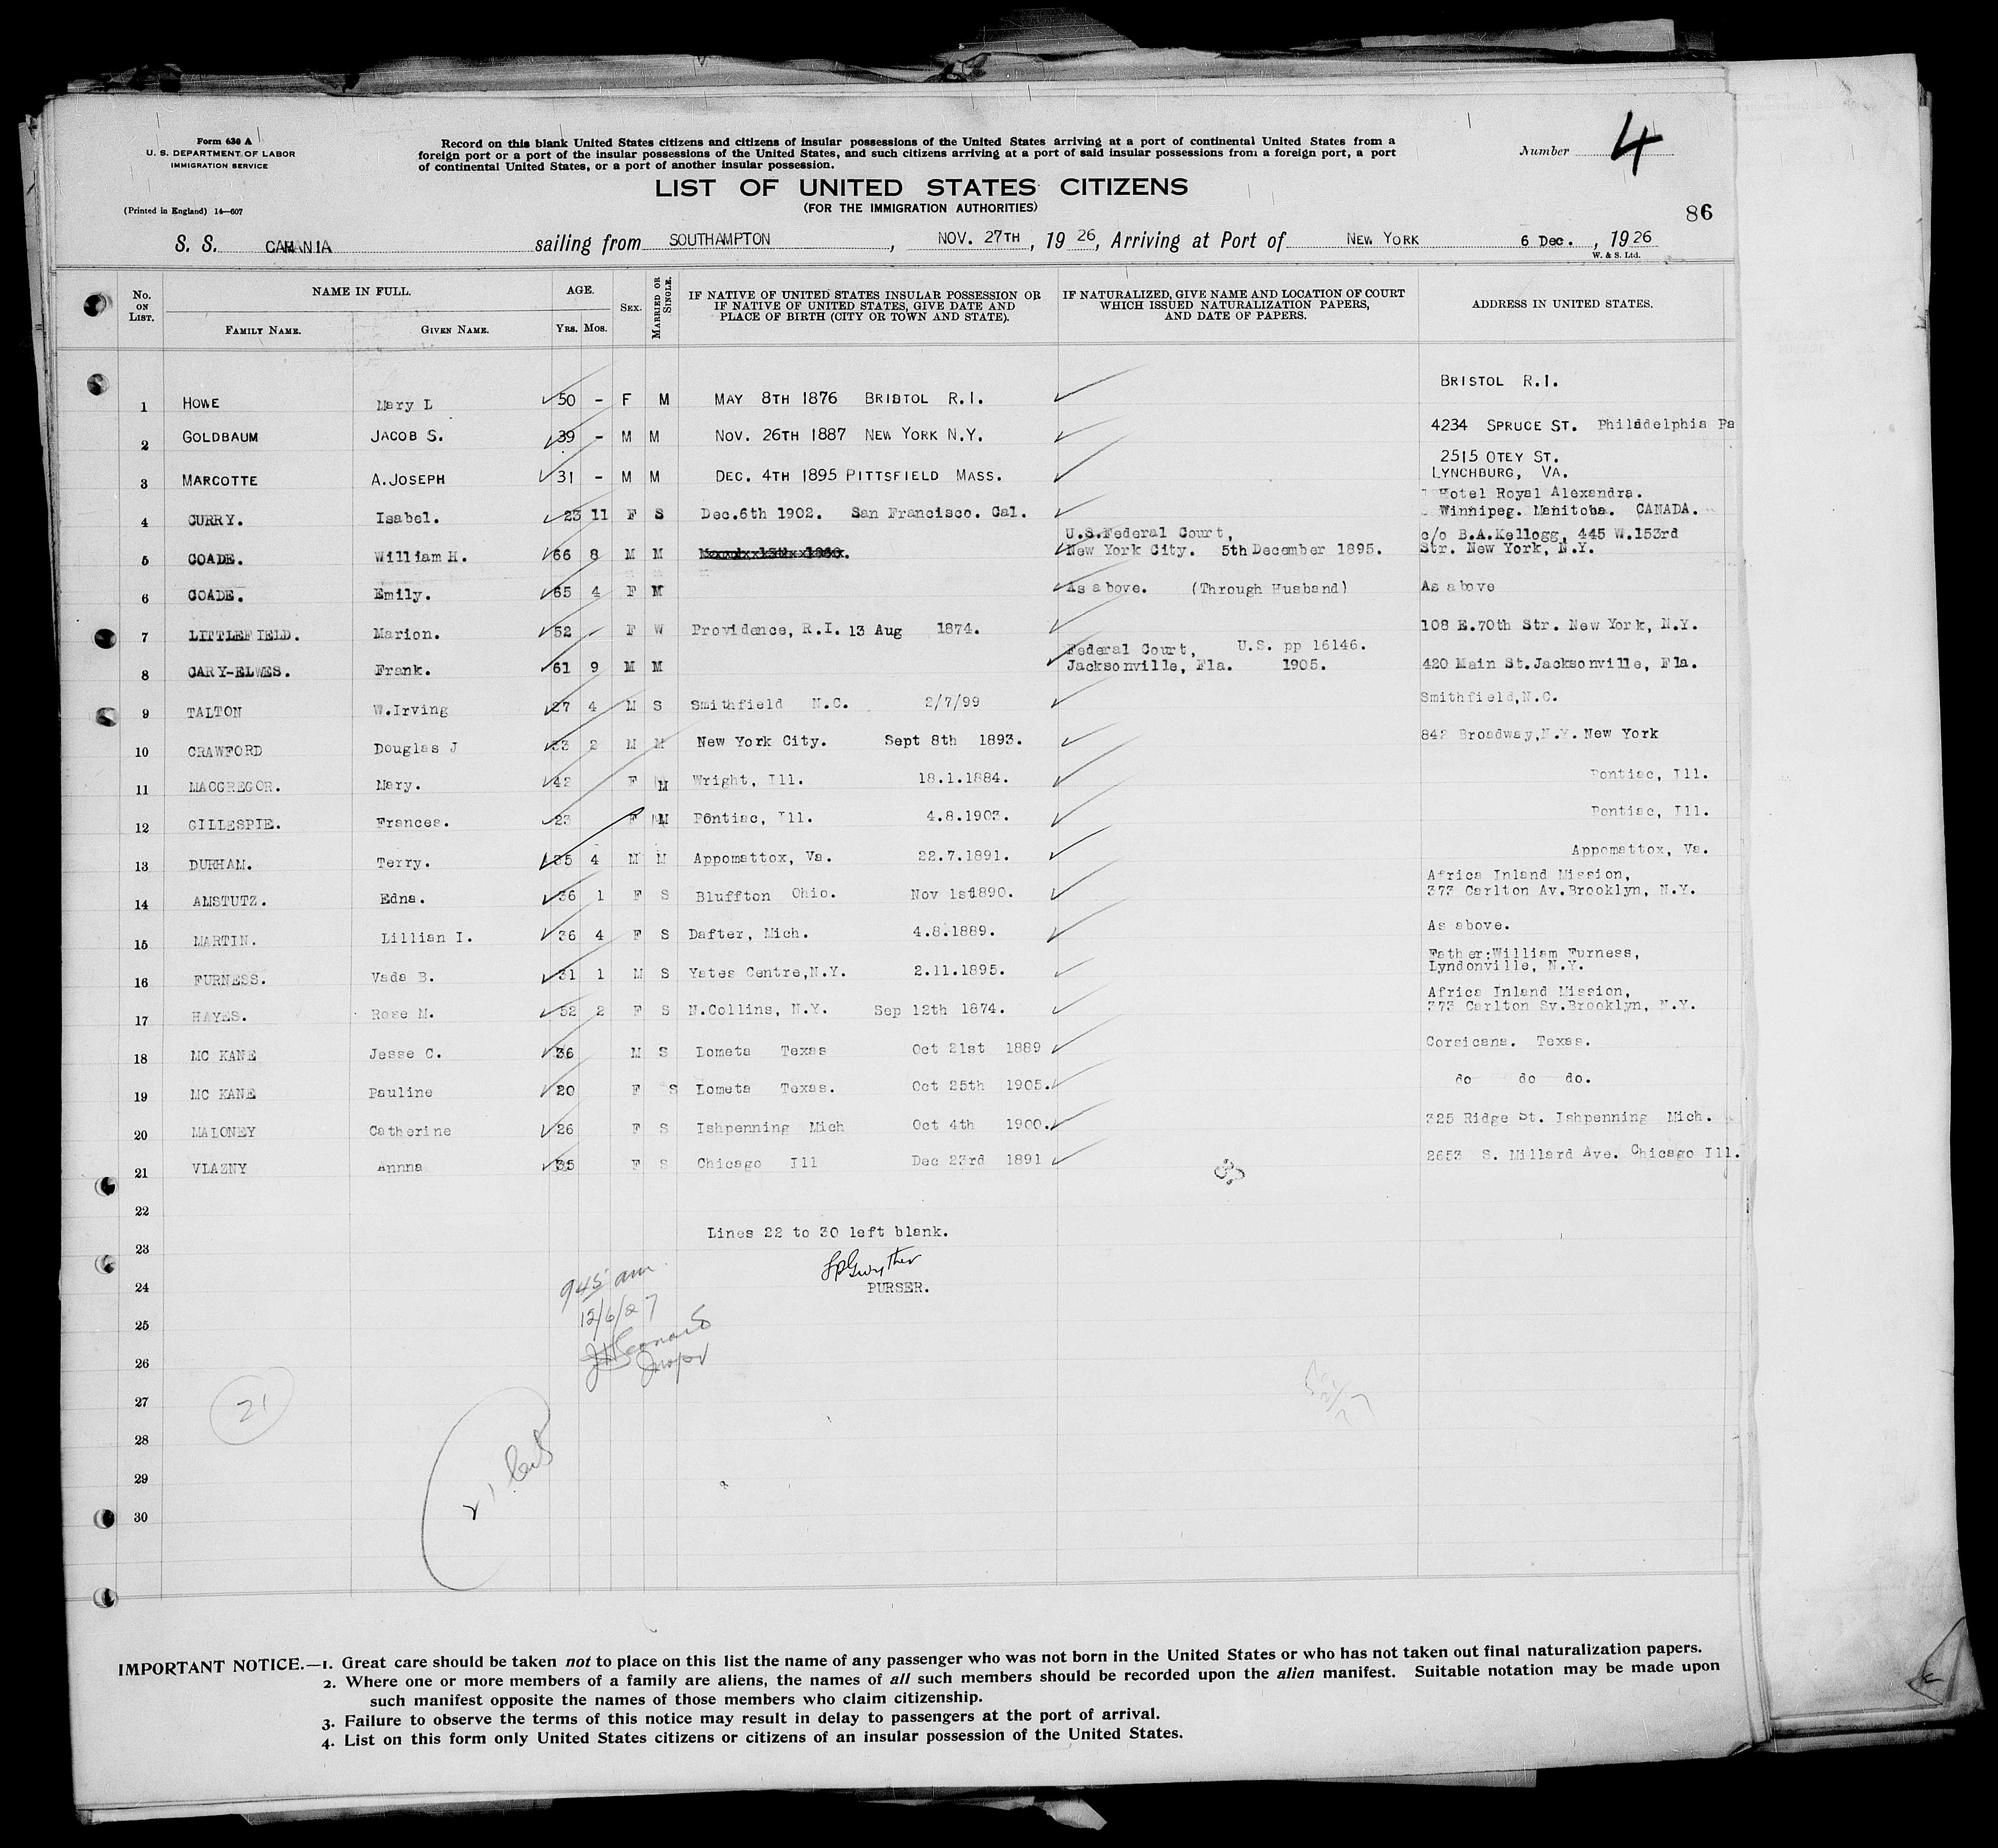 Form 630 A
U. S. DEPARTMENT OF LABOR
IMMIGRATION SERVICE
(Printed in England) 14—607
Record on this blank United States citizens and citizens of insular possessions of the United States arriving at a port of continental United States from a
foreign port or a port of the insular possessions of the United States, and such citizens arriving at a port of said insular possessions from a foreign port, a port
of continental United States, or a port of another insular possession.
Number 4
LIST OF UNITED STATES CITIZENS
(FOR THE IMMIGRATION AUTHORITIES)
86
S. S. CARANIA sailing from SOUTHAMPTON, NOV. 27TH, 1926, Arriving at Port of NEW YORK 6 Dec., 1926
W. & S. Ltd.
No. ON LIST. NAME IN FULL. FAMILY NAME. GIVEN NAME. AGE. YRS. MOS. SEX. MARRIED OR SINGLE. IF NATIVE OF UNITED STATES INSULAR POSSESSION OR IF NATIVE OF UNITED STATES, GIVE DATE AND PLACE OF BIRTH (CITY OR TOWN AND STATE). IF NATURALIZED, GIVE NAME AND LOCATION OF COURT WHICH ISSUED NATURALIZATION PAPERS, AND DATE OF PAPERS. ADDRESS IN UNITED STATES.
1 HOWE Mary L 50 – F M MAY 8TH 1876 BRISTOL R.I. BRISTOL R.I.
2 GOLDBAUM JACOB S. 39 – M M NOV. 26TH 1887 NEW YORK N.Y. 4234 SPRUCE ST. Philadelphia Pa
3 MARCOTTE A.JOSEPH 31 – M M DEC. 4TH 1895 PITTSFIELD MASS. 2515 OTEY ST. LYNCHBURG, VA.
4 CURRY. Isabel. 23 11 F S Dec.6th 1902. San Francisco. Cal. Hotel Royal Alexandra. Winnipeg. Manitoba. CANADA.
5 COADE. William H. 66 8 M M U.S.Federal Court, New York City. 5th December 1895. c/o B.A.Kellogg, 445 W.153rd Str. New York, N.Y.
6 COADE. Emily. 65 4 F M As above. (Through Husband) As above
7 LITTLEFIELD. Marion. 52 - F W Providence, R.I. 13 Aug 1874. 108 E.70th Str. New York, N.Y.
8 CARY-ELWES. Frank. 61 9 M M Federal Court, U.S. pp 16146. Jacksonville, Fla. 1905. 420 Main St.Jacksonville, Fla.
9 TALTON W.Irving 27 4 M S Smithfield N.C. 2/7/99 Smithfield,N.C.
10 CRAWFORD Douglas J 33 2 M M New York City. Sept 8th 1893. 842 Broadway,N.Y. New York
11 MACGREGOR. Mary. 42 F M Wright, Ill. 18.1.1884. Pontiac, Ill.
12 GILLESPIE. Frances. 23 F M Pontiac, Ill. 4.8.1903. Pontiac, Ill.
13 DURHAM. Terry. 35 4 M M Appomattox, Va. 22.7.1891. Appomattox, Va.
14 AMSTUTZ. Edna. 36 1 F S Bluffton Ohio. Nov 1st1890. Africa Inland Mission, 373 Carlton Av.Brooklyn, N.Y.
15 MARTIN. Lillian I. 36 4 F S Dafter, Mich. 4.8.1889. As above.
16 FURNESS. Vada B. 31 1 M S Yates Centre,N.Y. 2.11.1895. Father:William Furness, Lyndonville, N.Y.
17 HAYES. Rose M. 52 2 F S N.Collins, N.Y. Sep 12th 1874. Africa Inland Mission, 373 Carlton Sv.Brooklyn, N.Y.
18 MC KANE Jesse C. 36 M S Lometa Texas Oct 21st 1889 Corsicana. Texas.
19 MC KANE Pauline 20 F S Lometa Texas. Oct 25th 1905. do do do.
20 MALONEY Catherine 26 F S Ishpenning Mich Oct 4th 1900. 325 Ridge St. Ishpenning Mich.
21 VLAZNY Annna 35 F S Chicago Ill Dec 23rd 1891 2653 S. Millard Ave. Chicago Ill.
22
Lines 22 to 30 left blank.
23
24 PURSER.
945 am
12/6/27
25
26
27
21
28
29
30
IMPORTANT NOTICE.—1. Great care should be taken not to place on this list the name of any passenger who was not born in the United States or who has not taken out final naturalization papers.
2. Where one or more members of a family are aliens, the names of all such members should be recorded upon the alien manifest. Suitable notation may be made upon
such manifest opposite the names of those members who claim citizenship.
3. Failure to observe the terms of this notice may result in delay to passengers at the port of arrival.
4. List on this form only United States citizens or citizens of an insular possession of the United States.